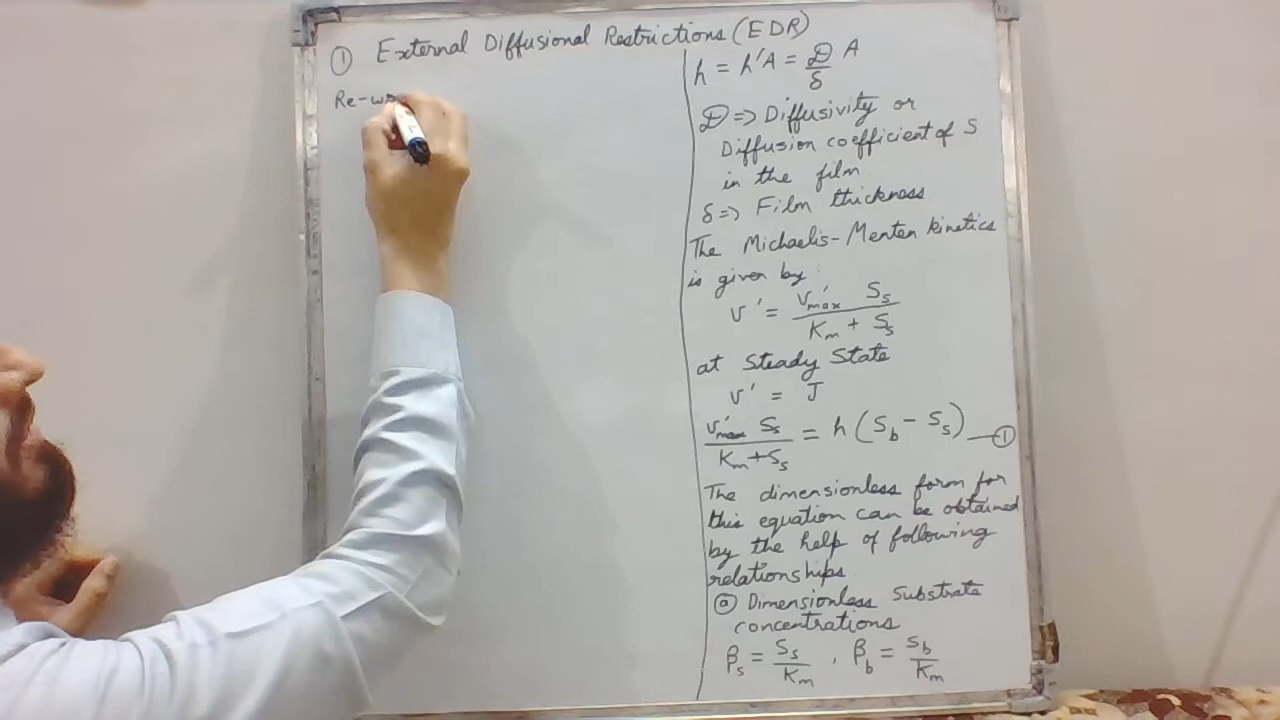 ① External Diffusional Restrictions (EDR)
Re-wr
h = h'A = 𝒟/δ A
𝒟 => Diffusivity or
Diffusion coefficient of S
in the film
δ => Film thickness
The Michaelis-Menten kinetics
is given by
v' = v'max Ss / Km + Ss
at Steady State
v' = J
v'max Ss / Km + Ss = h (Sb - Ss) — ①
The dimensionless form for
this equation can be obtained
by the help of following
relationships
ⓐ Dimensionless Substrate
concentrations
βs = Ss/Km , βb = Sb/Km